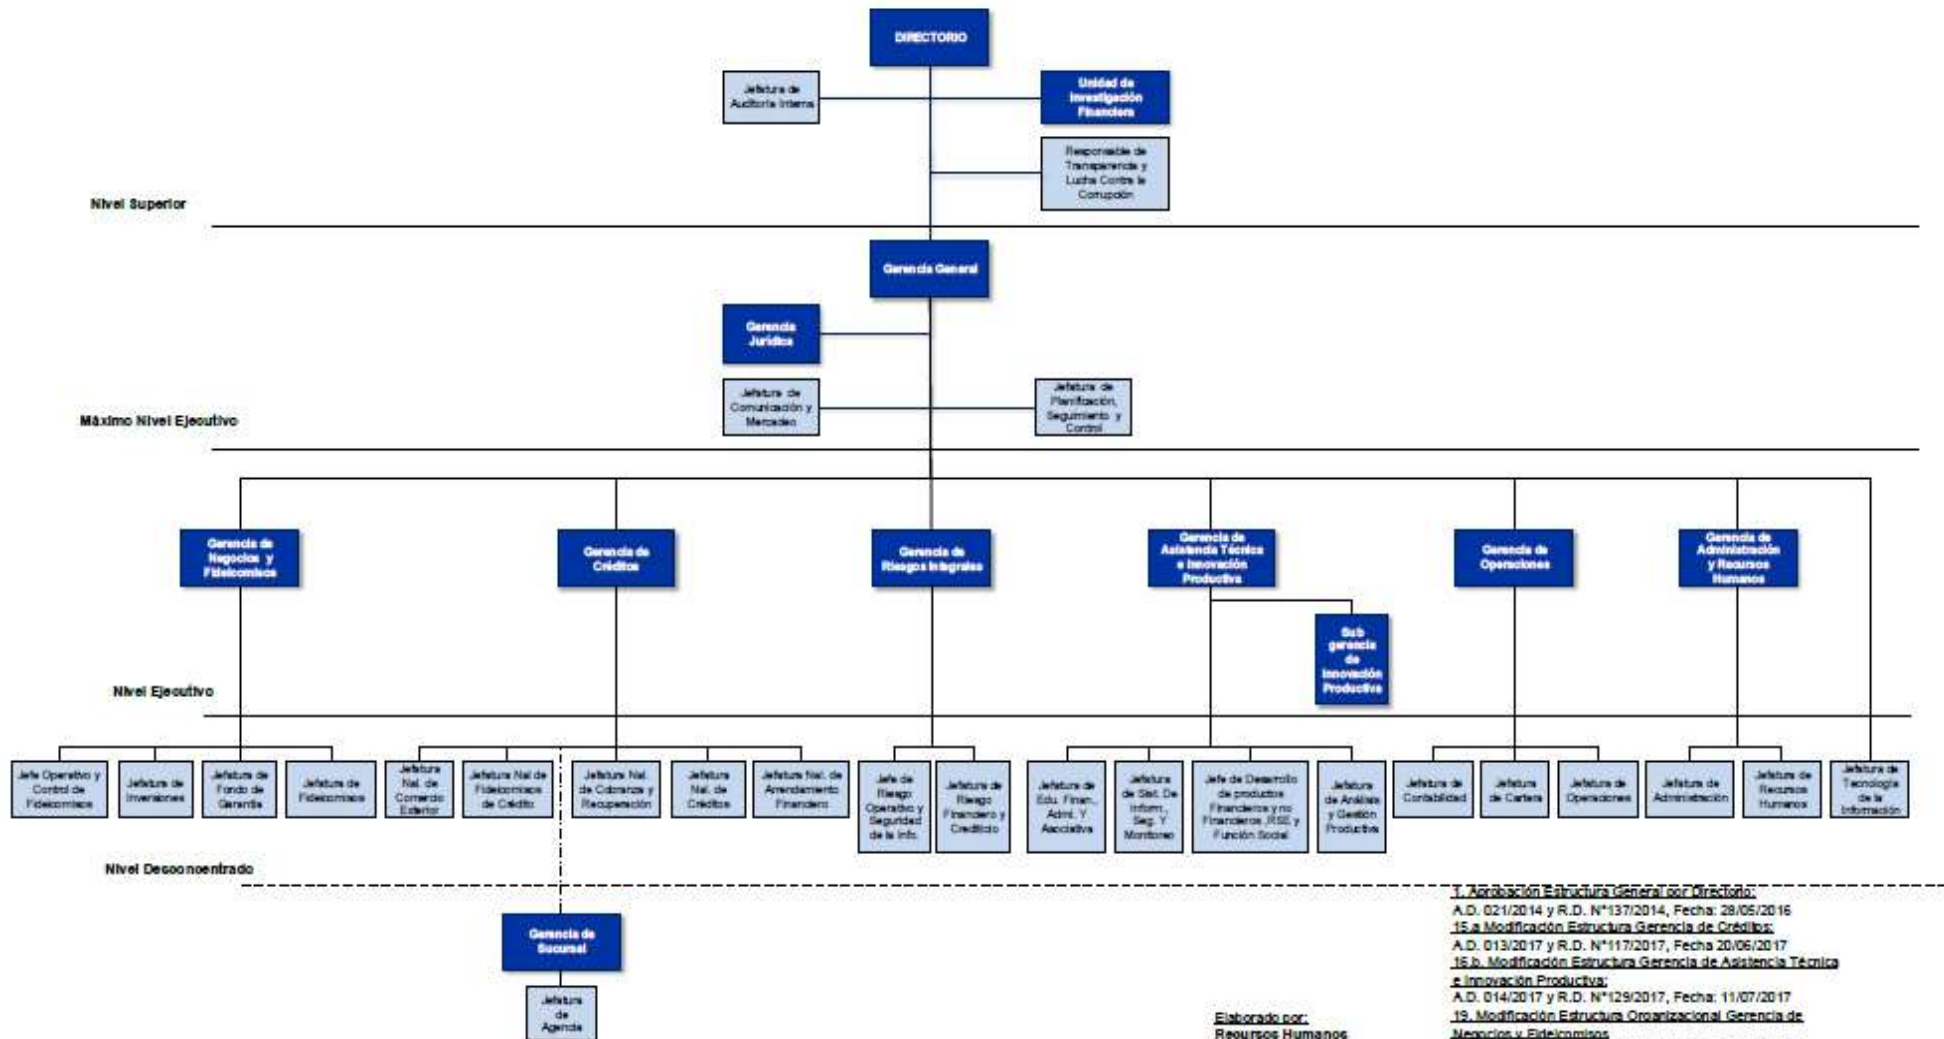 DIRECTORIO
Jefatura de
Auditoría Interna
Unidad de
Investigación
Financiera
Responsable de
Transparencia y
Lucha Contra la
Corrupción
Nivel Superior
Gerencia General
Gerencia
Jurídica
Jefatura de
Comunicación y
Mercadeo
Jefatura de
Planificación,
Seguimiento y
Control
Máximo Nivel Ejecutivo
Gerencia de
Negocios y
Fideicomisos
Gerencia de
Créditos
Gerencia de
Riesgos Integrales
Gerencia de
Asistencia Técnica
e Innovación
Productiva
Gerencia de
Operaciones
Gerencia de
Administración
y Recursos
Humanos
Sub
gerencia
de
Innovación
Productiva
Nivel Ejecutivo
Jefe Operativo y
Control de
Fideicomisos
Jefatura de
Inversiones
Jefatura de
Fondo de
Garantía
Jefatura de
Fideicomisos
Jefatura
Nal. de
Comercio
Exterior
Jefatura Nal de
Fideicomisos
de Crédito
Jefatura Nal.
de Cobranza y
Recuperación
Jefatura
Nal. de
Créditos
Jefatura Nal. de
Arrendamiento
Financiero
Jefe de
Riesgo
Operativo y
Seguridad
de la Info.
Jefatura de
Riesgo
Financiero y
Crediticio
Jefatura de
Edu. Finan.,
Admi. Y
Asociativa
Jefatura
de Sist. De
Inform.,
Seg. Y
Monitoreo
Jefe de Desarrollo
de productos
Financieros y no
Financieros ,RSE y
Función Social
Jefatura
de Análisis
y Gestión
Productiva
Jefatura de
Contabilidad
Jefatura
de Cartera
Jefatura de
Operaciones
Jefatura de
Administración
Jefatura de
Recursos
Humanos
Jefatura de
Tecnología
de la
Información
Nivel Desconcentrado
Gerencia de
Sucursal
Jefatura
de
Agencia
Elaborado por:
Recursos Humanos
1. Aprobación Estructura General por Directorio:
A.D. 021/2014 y R.D. N°137/2014, Fecha: 28/05/2016
15.a Modificación Estructura Gerencia de Créditos:
A.D. 013/2017 y R.D. N°117/2017, Fecha 20/06/2017
16.b. Modificación Estructura Gerencia de Asistencia Técnica
e Innovación Productiva:
A.D. 014/2017 y R.D. N°129/2017, Fecha: 11/07/2017
19. Modificación Estructura Organizacional Gerencia de
Negocios y Fideicomisos